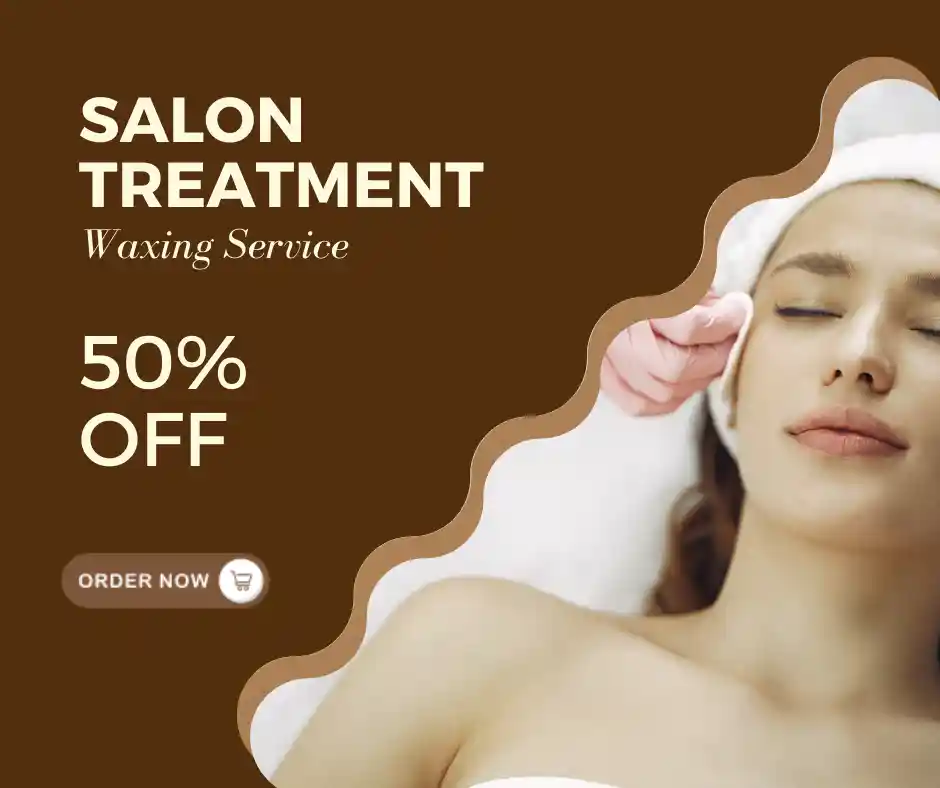 SALON
TREATMENT
Waxing Service
50%
OFF
ORDER NOW